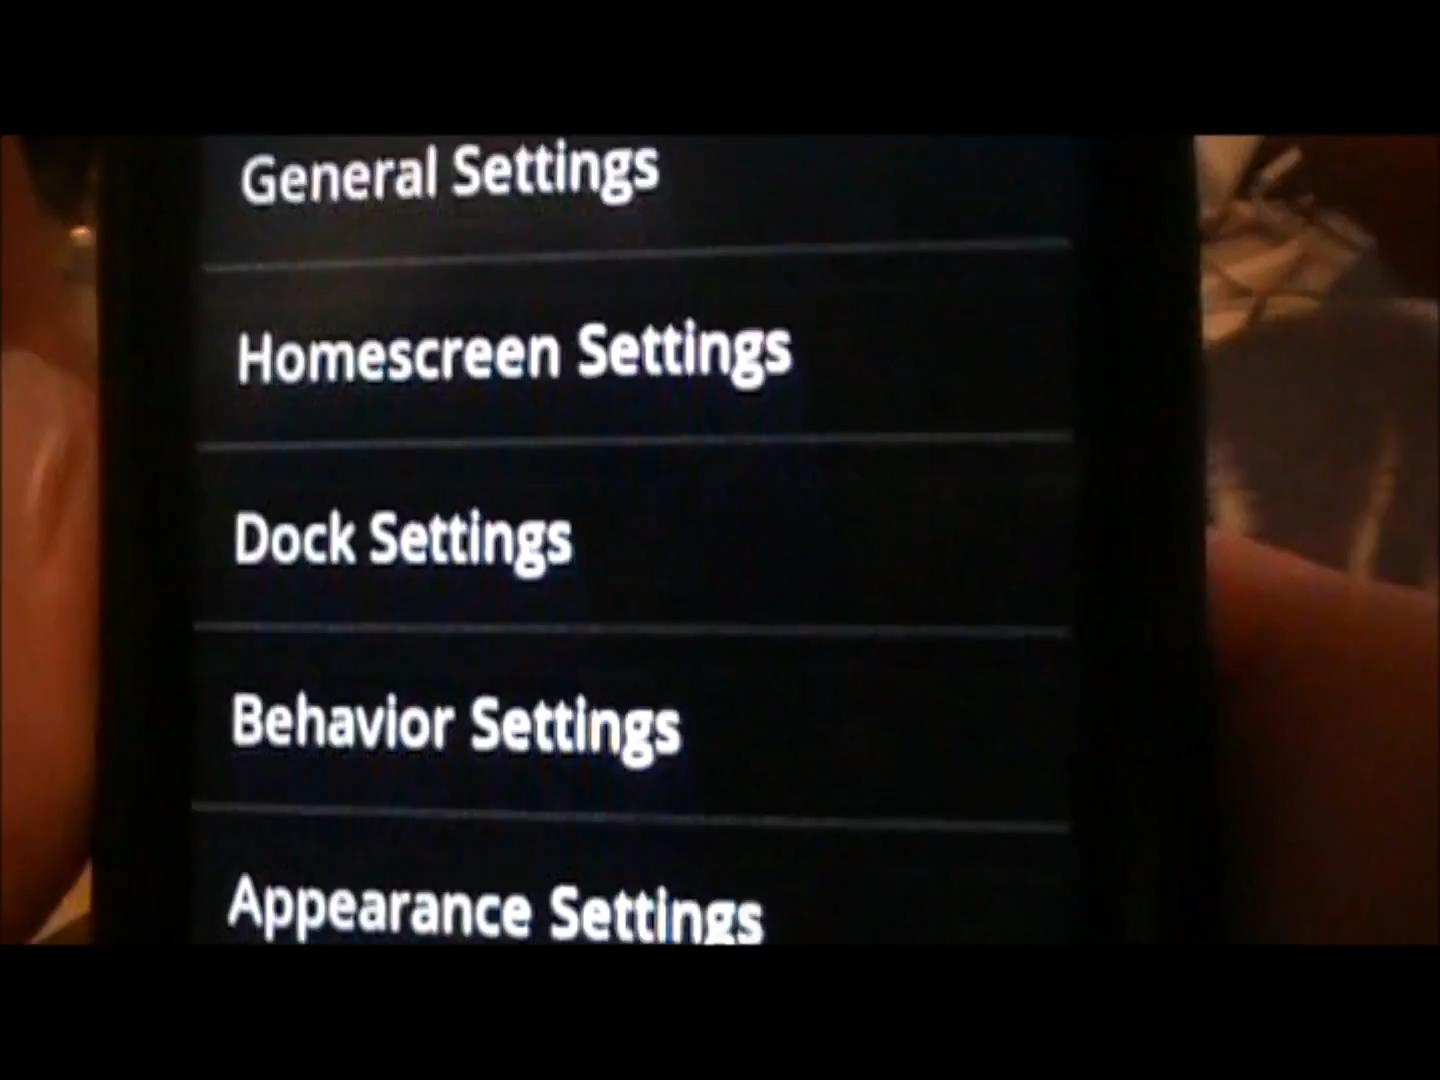 General Settings
Homescreen Settings
Dock Settings
Behavior Settings
Appearance Settings